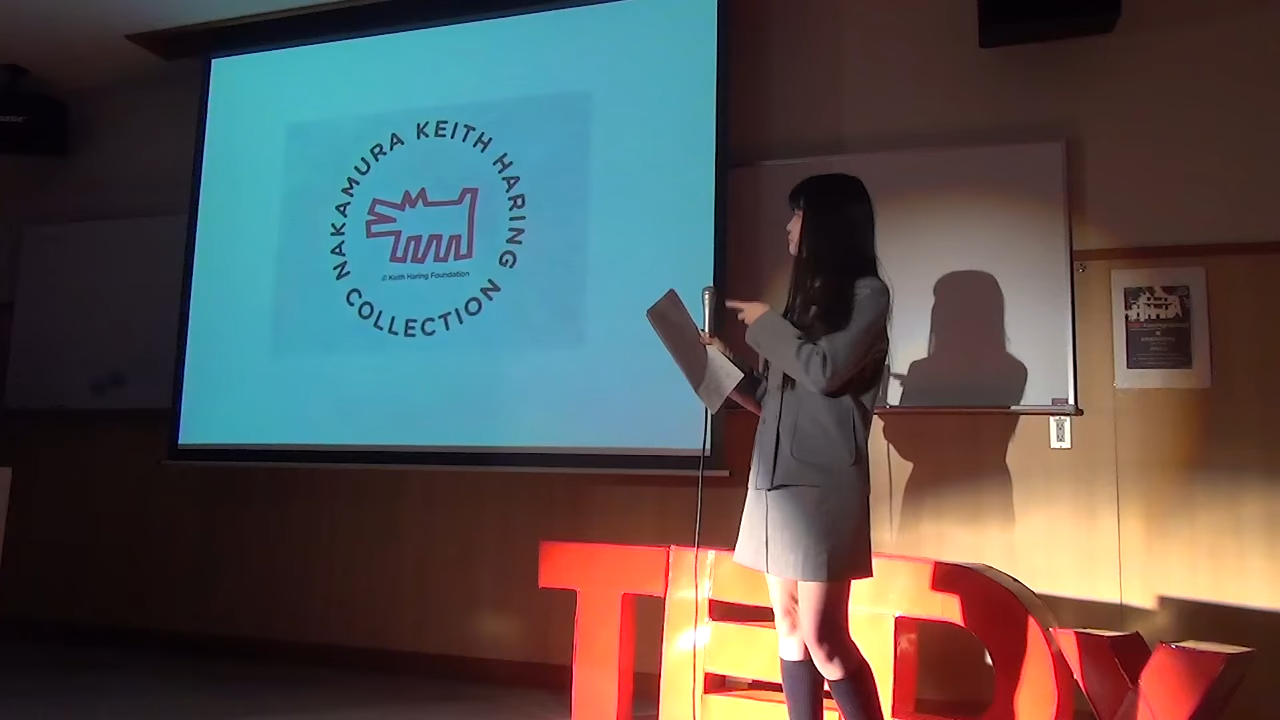 NAKAMURA KEITH HARING COLLECTION
© Keith Haring Foundation
TEDx